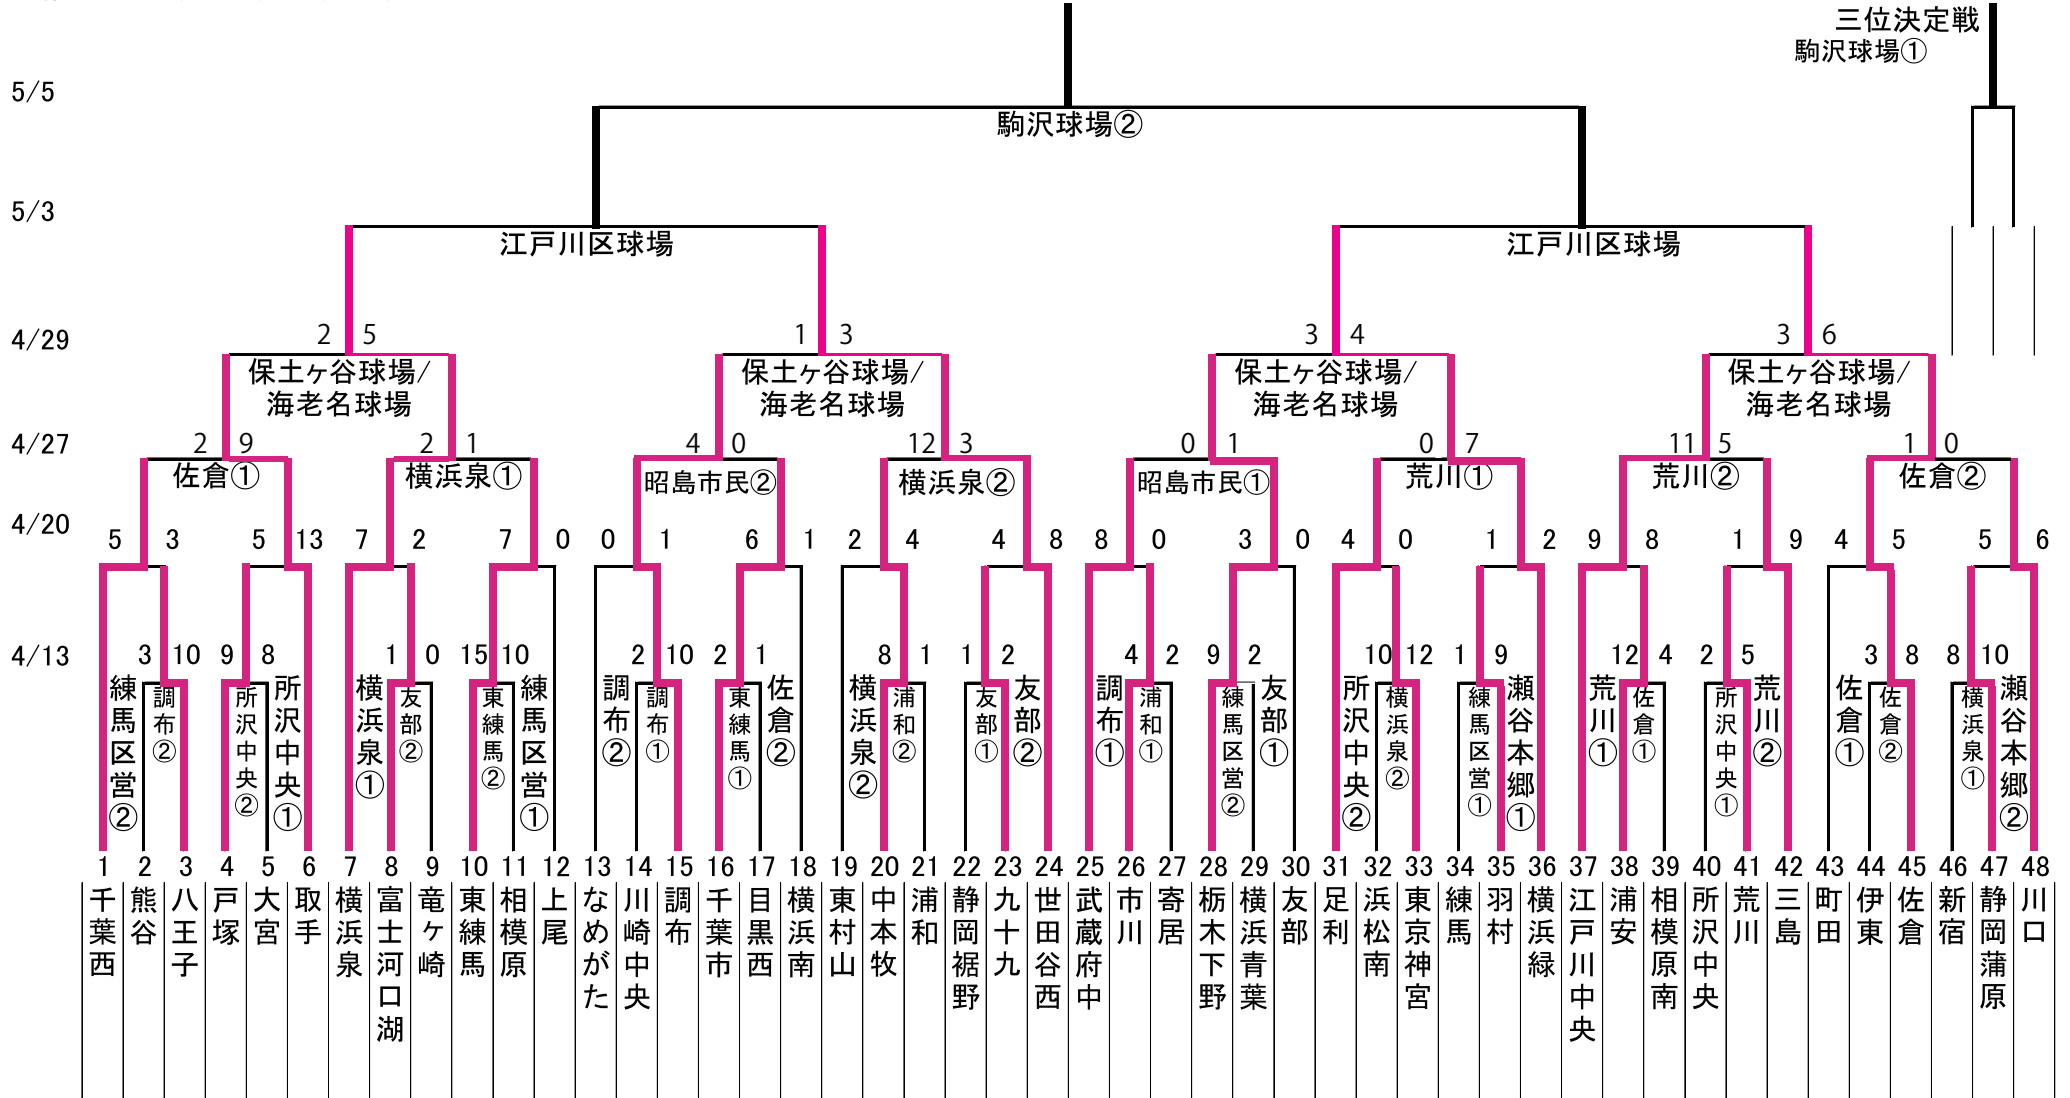 三位決定戦
駒沢球場①
5/5
駒沢球場②
5/3
江戸川区球場
江戸川区球場
4/29
2 5
1 3
3 4
3 6
保土ヶ谷球場/
海老名球場
保土ヶ谷球場/
海老名球場
保土ヶ谷球場/
海老名球場
保土ヶ谷球場/
海老名球場
4/27
2 9
2 1
4 0
12 3
0 1
0 7
11 5
1 0
佐倉①
横浜泉①
昭島市民②
横浜泉②
昭島市民①
荒川①
荒川②
佐倉②
4/20
5 3
5 13
7 2
7 0
0 1
6 1
2 4
4 8
8 0
3 0
4 0
1 2
9 8
1 9
4 5
5 6
4/13
3 10
9 8
1 0
15 10
2 10
2 1
8 1
1 2
4 2
9 2
10 12
1 9
12 4
2 5
3 8
8 10
練馬区営②
調布②
所沢中央②
所沢中央①
横浜泉①
友部②
東練馬②
練馬区営①
調布②
調布①
東練馬①
佐倉②
横浜泉②
浦和②
友部①
友部②
調布①
浦和①
練馬区営②
友部①
所沢中央②
横浜泉②
練馬区営①
瀬谷本郷①
荒川①
佐倉①
所沢中央①
荒川②
佐倉①
佐倉②
横浜泉①
瀬谷本郷②
1 千葉西
2 熊谷
3 八王子
4 戸塚
5 大宮
6 取手
7 横浜泉
8 富士河口湖
9 竜ヶ崎
10 東練馬
11 相模原
12 上尾
13 なめがた
14 川崎中央
15 調布
16 千葉市
17 目黒西
18 横浜南
19 東村山
20 中本牧
21 浦和
22 静岡裾野
23 九十九
24 世田谷西
25 武蔵府中
26 市川
27 寄居
28 栃木下野
29 横浜青葉
30 友部
31 足利
32 浜松南
33 東京神宮
34 練馬
35 羽村
36 横浜緑
37 江戸川中央
38 浦安
39 相模原南
40 所沢中央
41 荒川
42 三島
43 町田
44 伊東
45 佐倉
46 新宿
47 静岡蒲原
48 川口